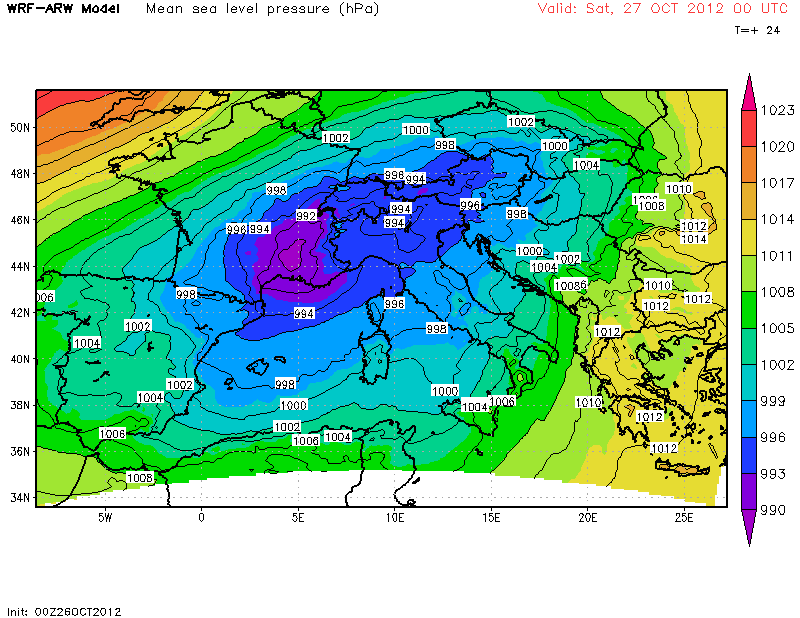 WRF-ARW Model Mean sea level pressure (hPa) Valid: Sat, 27 OCT 2012 00 UTC
T=+ 24
1023
1020
1017
1014
1011
1008
1005
1002
999
996
993
990
50N
48N
46N
44N
42N
40N
38N
36N
34N
5W 0 5E 10E 15E 20E 25E
1002 1000 1002
998 1000
1004
998 996 994 1010
1008
992 994 996 998
996 994 994 1012
1014
1000 1002
1004
1010
998 996 1012 1012
994
1002 998 1012
1004
1002 998 1000
1004 1000 1004 1006 1010
1012
1002
1006 1006 1004
1012
1008
Init: 00Z26OCT2012